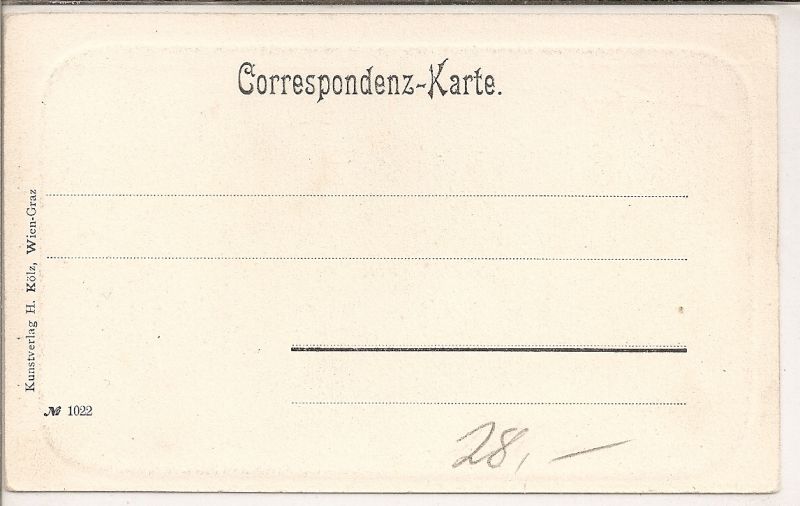 Correspondenz-Karte.
Kunstverlag H. Kölz, Wien-Graz
№ 1022
28,—